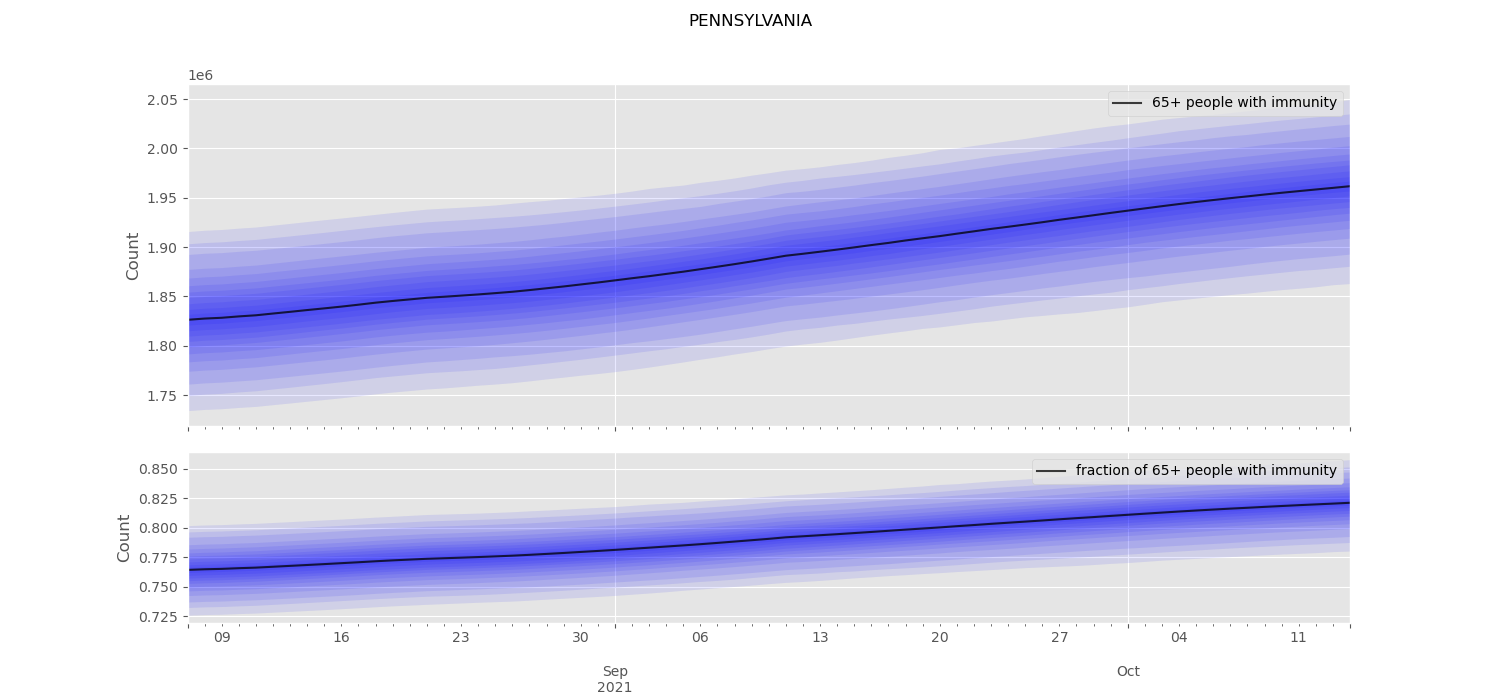 PENNSYLVANIA
1e6
2.05
2.00
1.95
1.90
1.85
1.80
1.75
Count
65+ people with immunity
0.850
0.825
0.800
0.775
0.750
0.725
Count
fraction of 65+ people with immunity
09 16 23 30 06 13 20 27 04 11
Sep Oct
2021